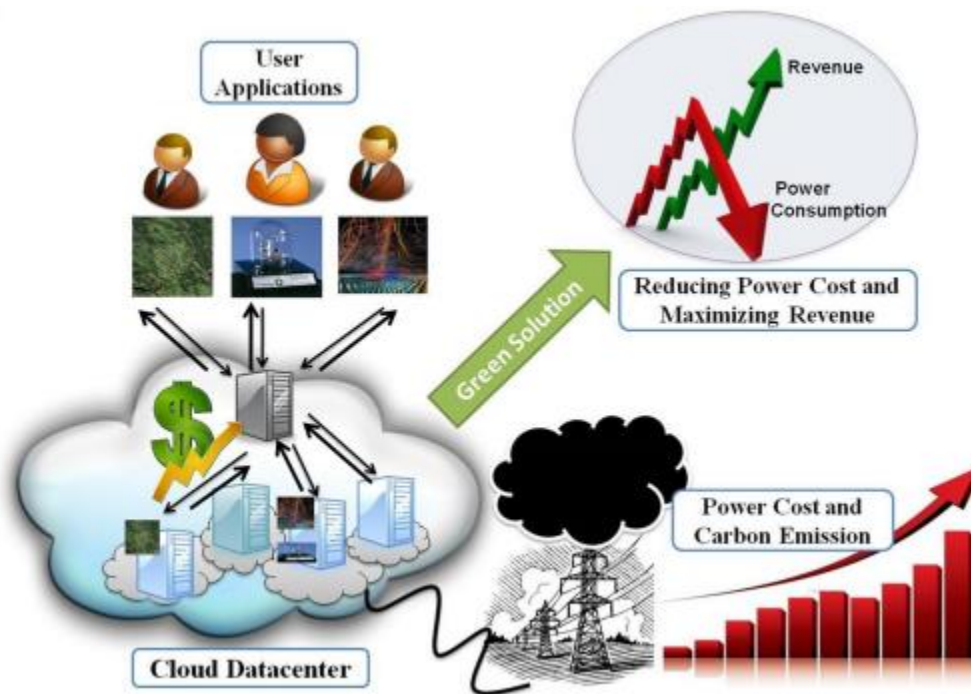 User
Applications
Revenue
Power
Consumption
Reducing Power Cost and
Maximizing Revenue
Green Solution
$
Power Cost and
Carbon Emission
Cloud Datacenter